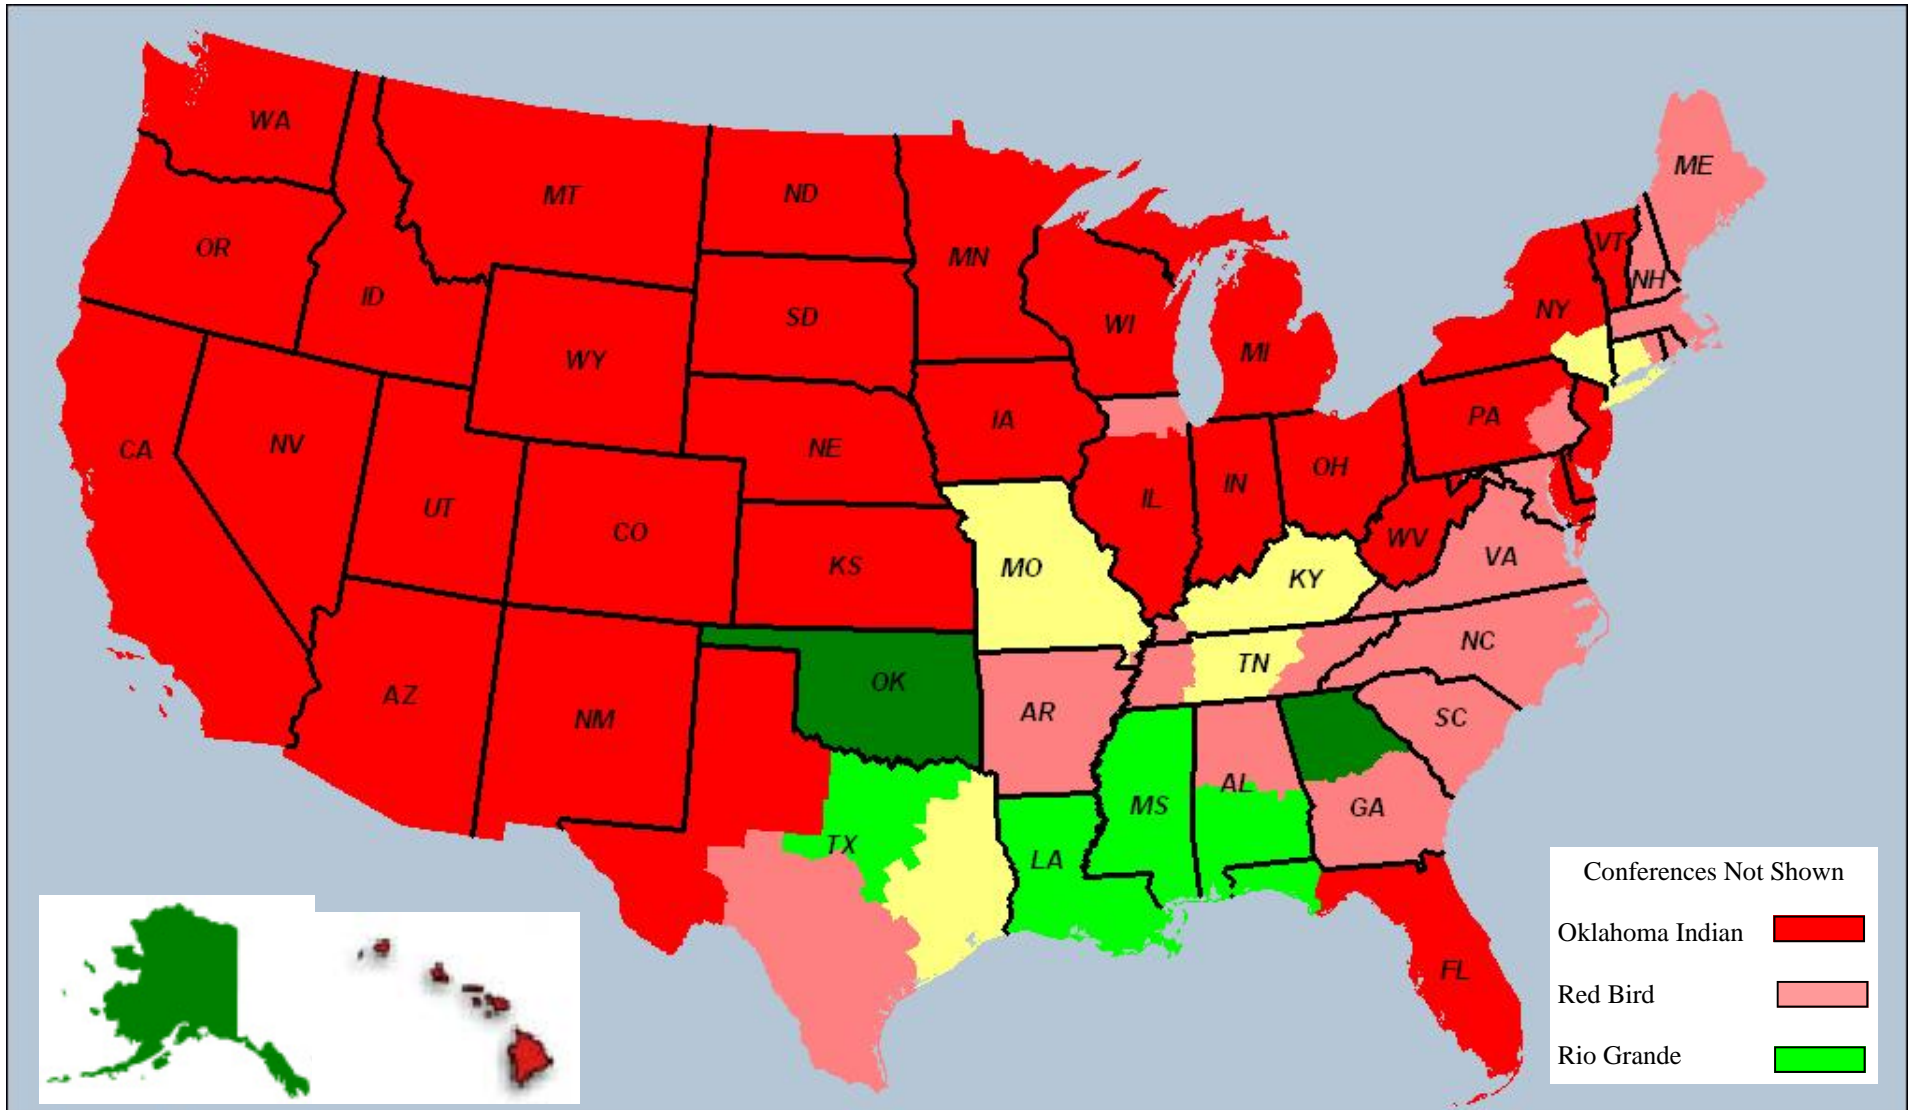 WA
MT
ND
MN
OR
ID
SD
WI
MI
WY
NY
VT
NH
ME
CA
NV
UT
CO
NE
IA
IL
IN
OH
PA
KS
MO
KY
WV
VA
AZ
NM
OK
AR
TN
NC
SC
TX
LA
MS
AL
GA
FL
Conferences Not Shown
Oklahoma Indian
Red Bird
Rio Grande